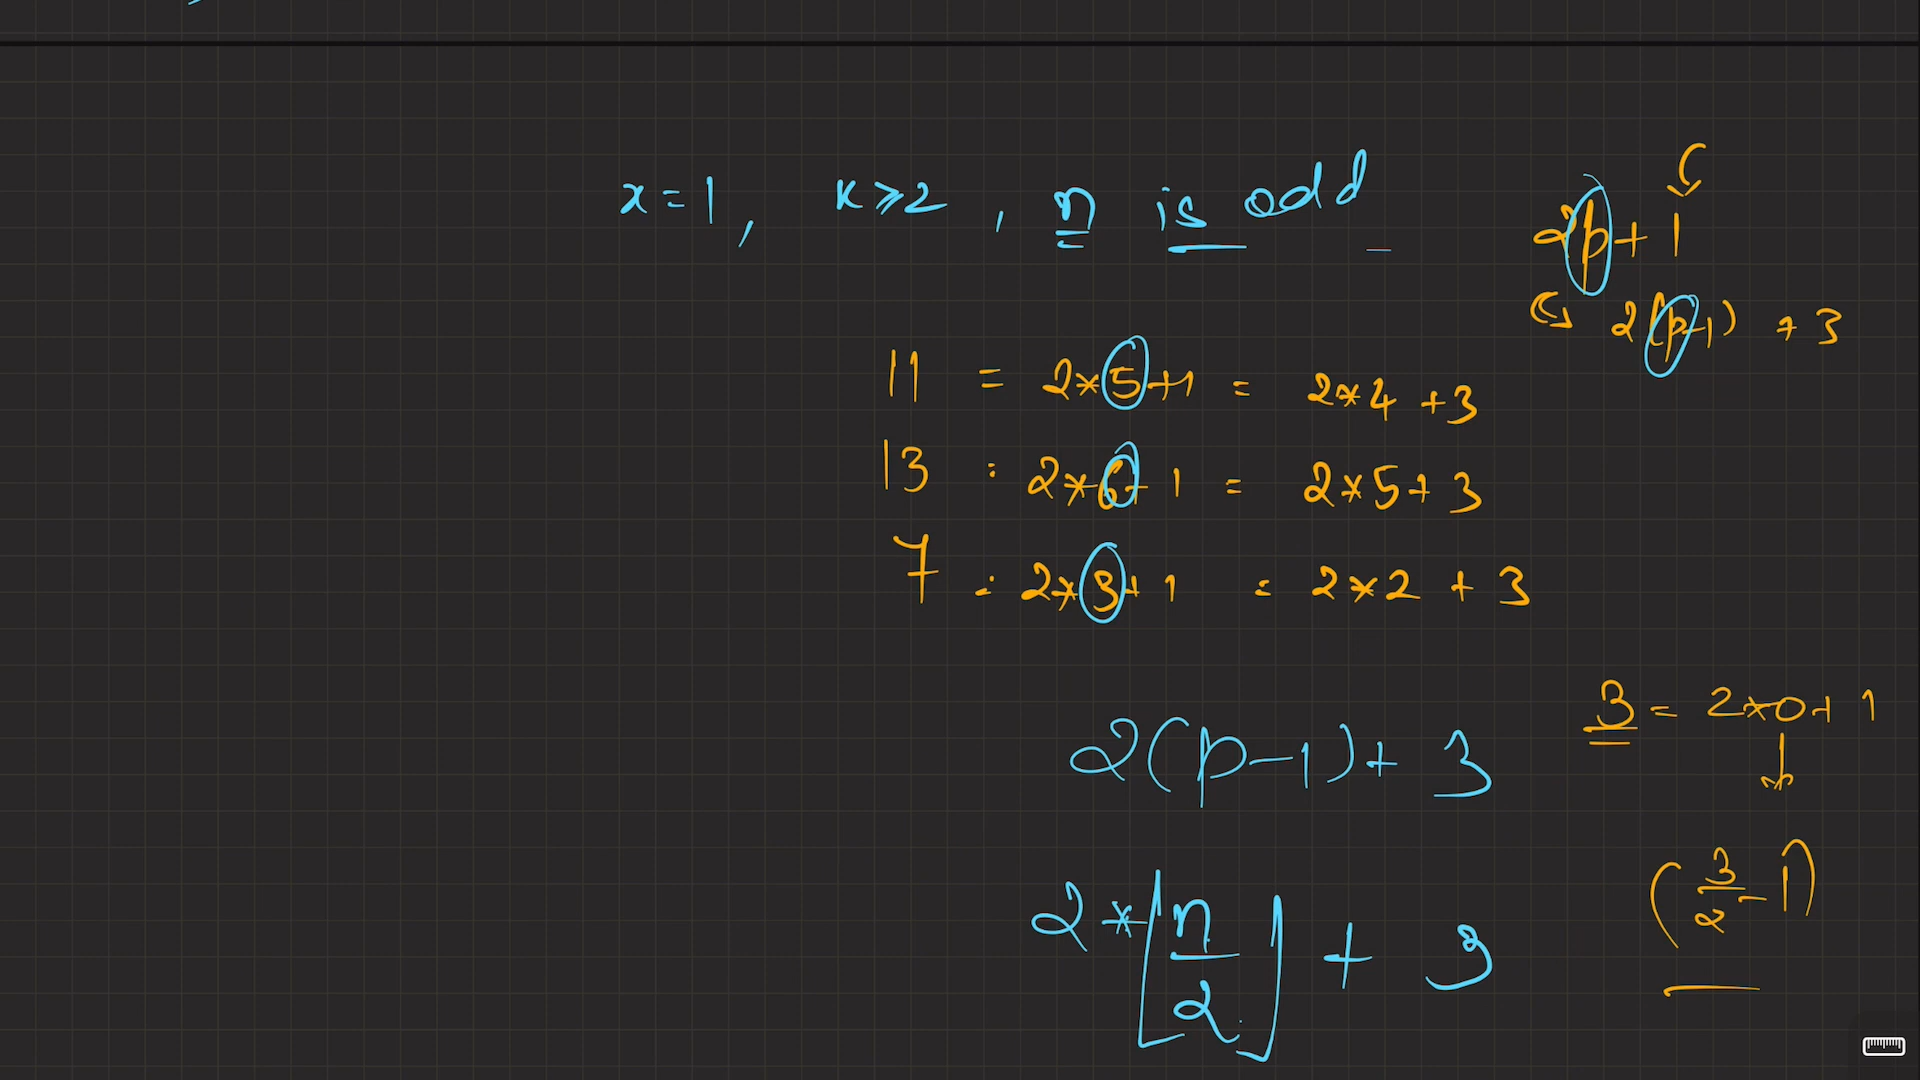 x = 1, K ≥ 2, n is odd
2p + 1
2(p-1) + 3
11 = 2*5+1 = 2*4 +3
13 : 2*6+1 = 2*5+3
7 : 2*3+1 = 2*2 + 3
3 = 2*0+1
2(p-1)+ 3
(3/2 - 1)
2*⌊n/2⌋ + 3